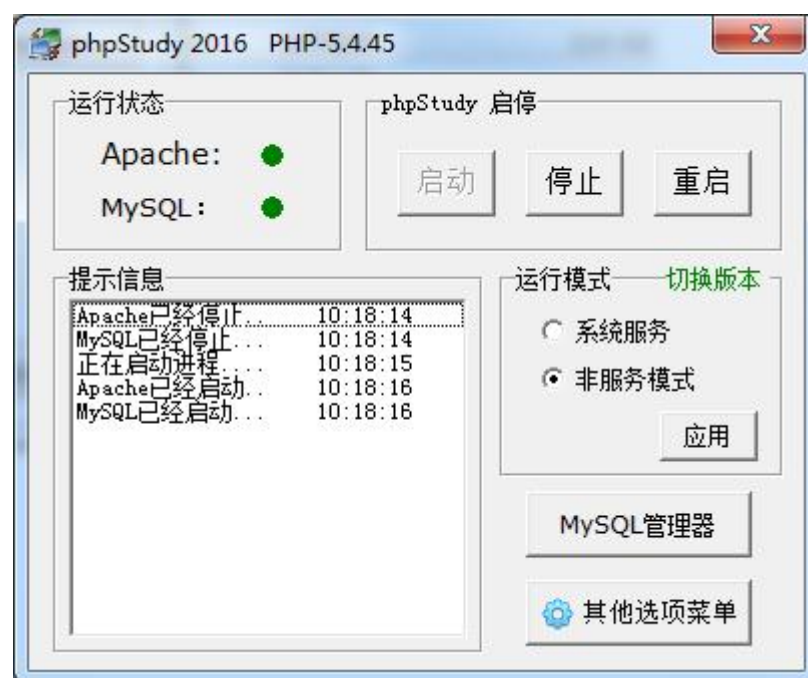 phpStudy 2016 PHP-5.4.45
运行状态
Apache:
MySQL:
phpStudy 启停
启动 停止 重启
提示信息
Apache已经停止.. 10:18:14
MySQL已经停止... 10:18:14
正在启动进程.... 10:18:15
Apache已经启动.. 10:18:16
MySQL已经启动... 10:18:16
运行模式 切换版本
系统服务
非服务模式
应用
MySQL管理器
其他选项菜单